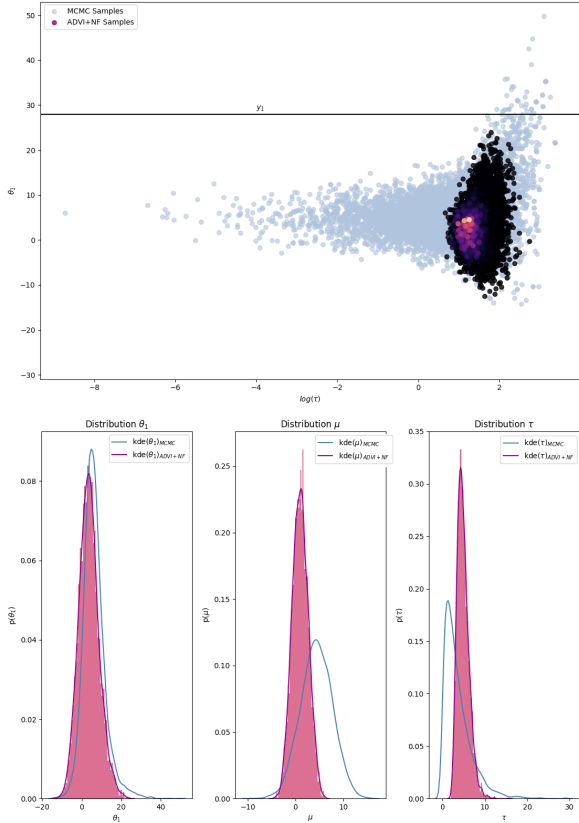 MCMC Samples
ADVI+NF Samples
y₁
50
40
30
20
10
0
−10
−20
−30
θ₁
−8 −6 −4 −2 0 2
log(τ)
Distribution θ₁
kde(θ₁)MCMC
kde(θ₁)ADVI+NF
0.08
0.06
0.04
0.02
0.00
p(θ₁)
−20 0 20 40
θ₁
Distribution μ
kde(μ)MCMC
kde(μ)ADVI+NF
0.25
0.20
0.15
0.10
0.05
0.00
p(μ)
−10 0 10
μ
Distribution τ
kde(τ)MCMC
kde(τ)ADVI+NF
0.35
0.30
0.25
0.20
0.15
0.10
0.05
0.00
p(τ)
0 10 20 30
τ